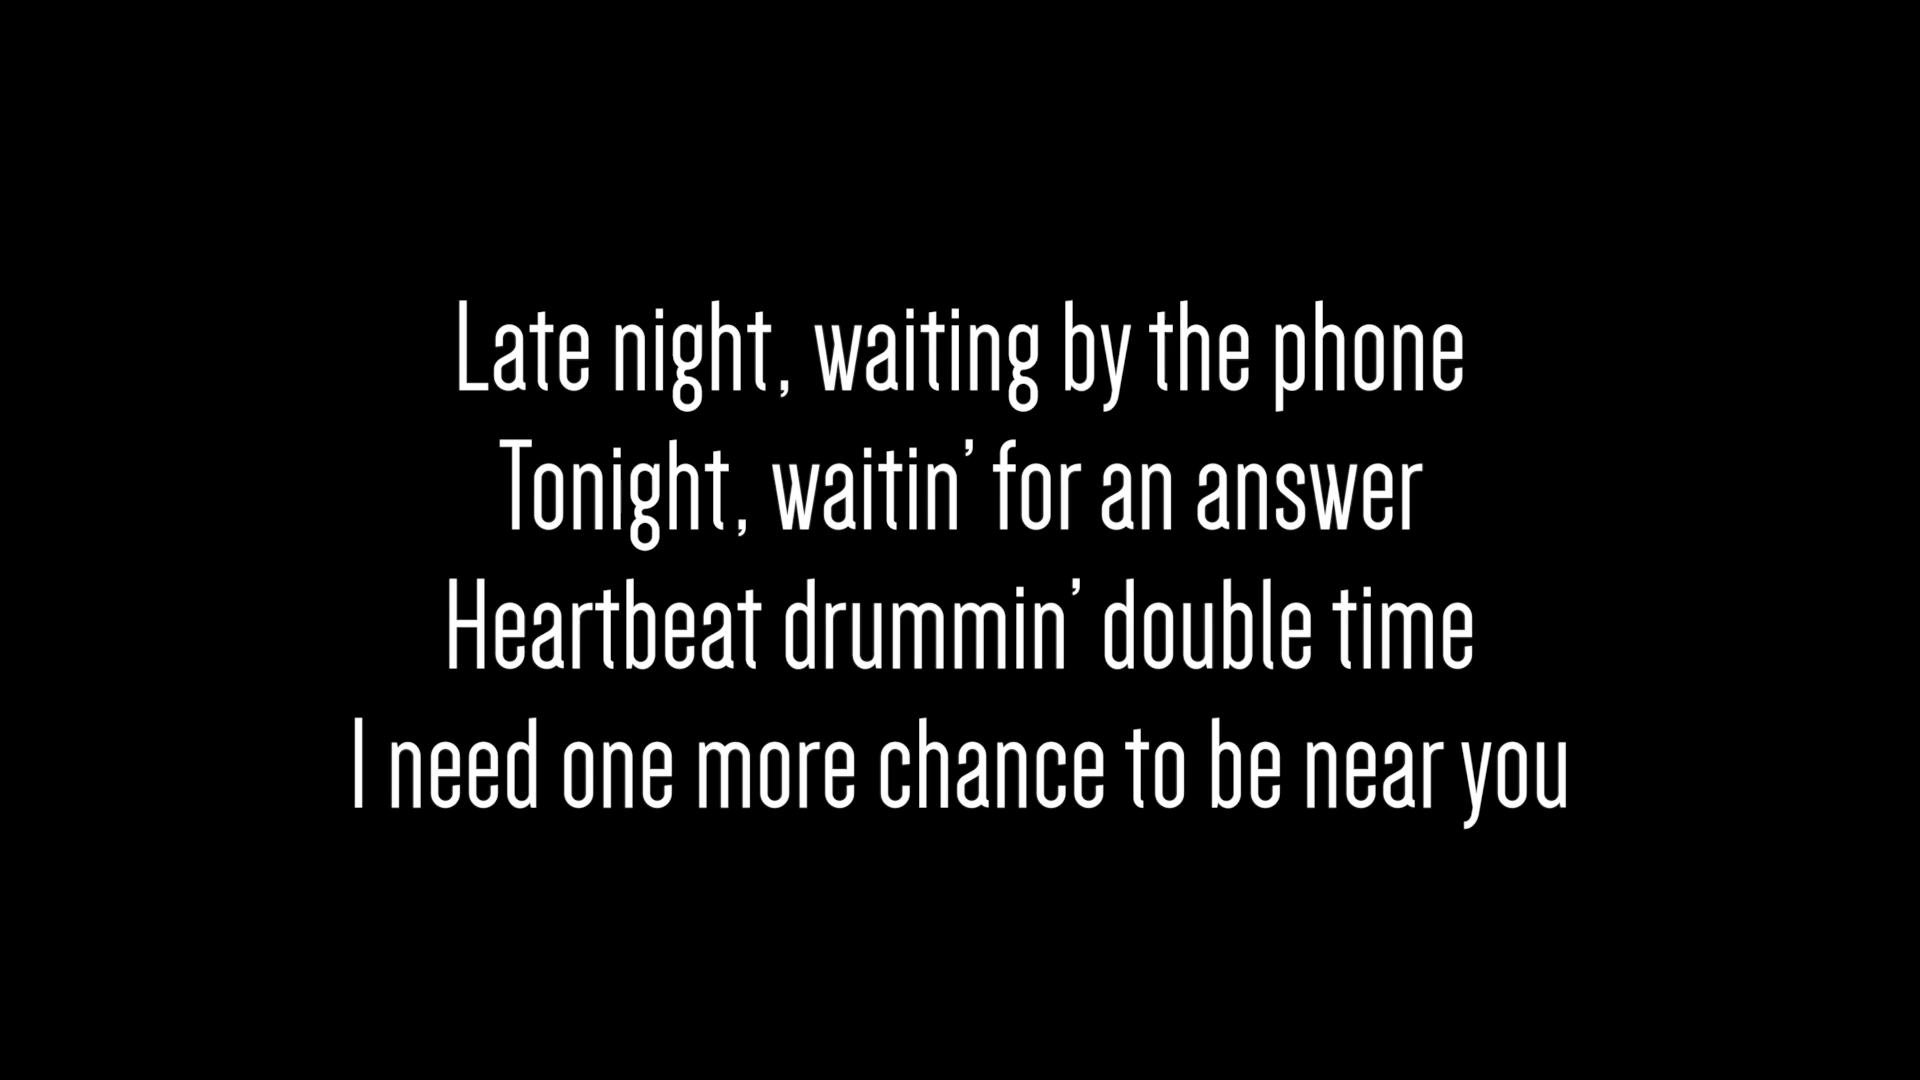 Late night, waiting by the phone
Tonight, waitin’ for an answer
Heartbeat drummin’ double time
I need one more chance to be near you